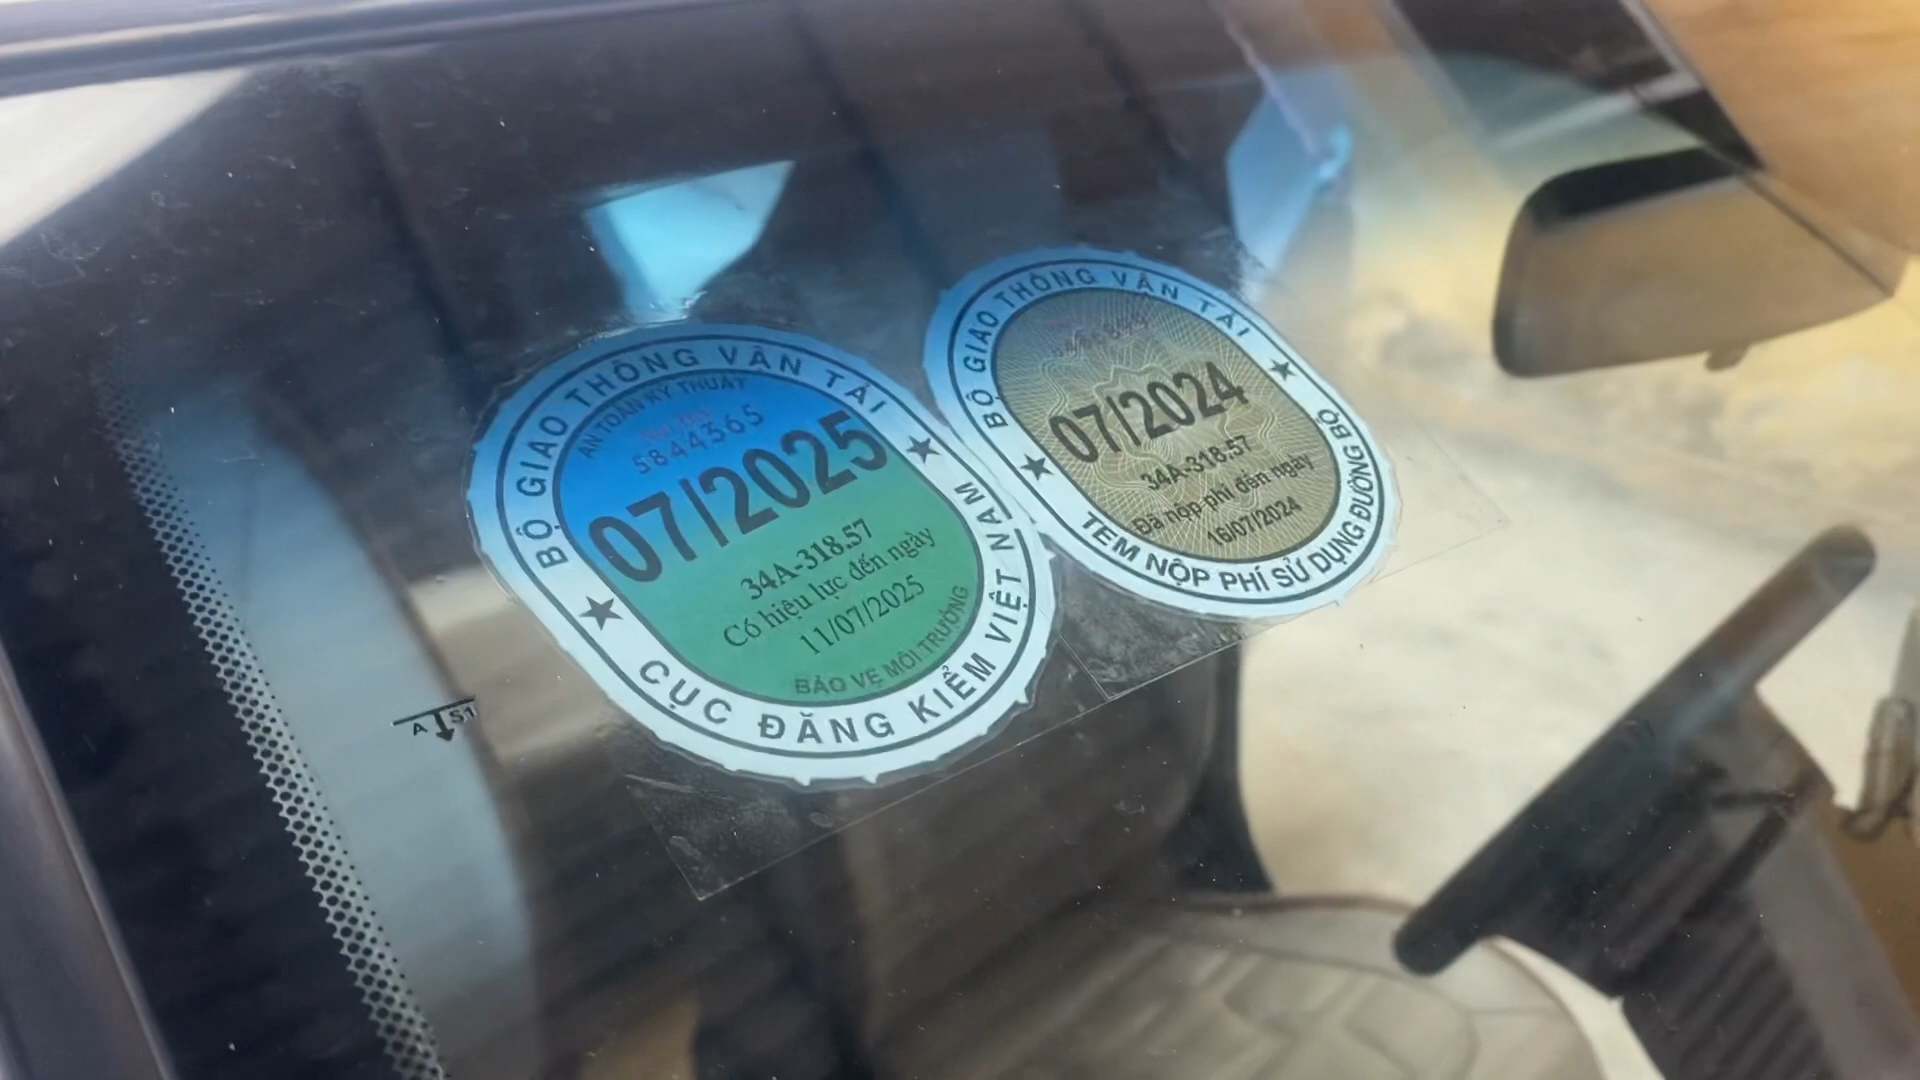 BỘ GIAO THÔNG VẬN TẢI
AN TOÀN KỸ THUẬT
5844365
07/2025
34A-318.57
Có hiệu lực đến ngày
11/07/2025
BẢO VỆ MÔI TRƯỜNG
CỤC ĐĂNG KIỂM VIỆT NAM
BỘ GIAO THÔNG VẬN TẢI
07/2024
34A-318.57
Đã nộp phí đến ngày
16/07/2024
TEM NỘP PHÍ SỬ DỤNG ĐƯỜNG BỘ
A S1